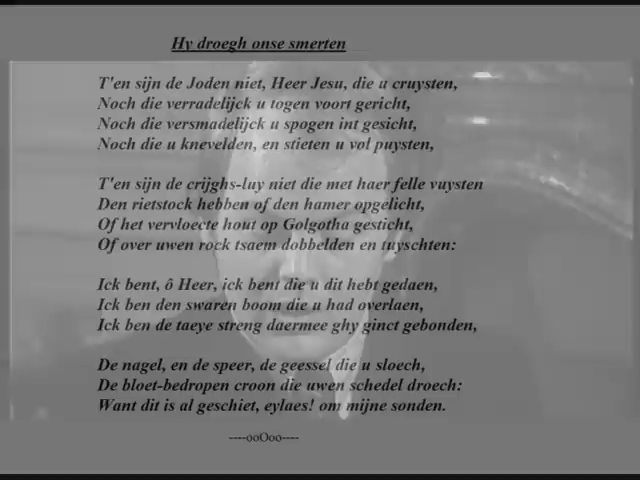 Hy droegh onse smerten
T'en sijn de Joden niet, Heer Jesu, die u cruysten,
Noch die verradelijck u togen voort gericht,
Noch die versmadelijck u spogen int gesicht,
Noch die u knevelden, en stieten u vol puysten,
T'en sijn de crijghs-luy niet die met haer felle vuysten
Den rietstock hebben of den hamer opgelicht,
Of het vervloecte hout op Golgotha gesticht,
Of over uwen rock tsaem dobbelden en tuyschten:
Ick bent, ô Heer, ick bent die u dit hebt gedaen,
Ick ben den swaren boom die u had overlaen,
Ick ben de taeye streng daermee ghy ginct gebonden,
De nagel, en de speer, de geessel die u sloech,
De bloet-bedropen croon die uwen schedel droech:
Want dit is al geschiet, eylaes! om mijne sonden.
----ooOoo----